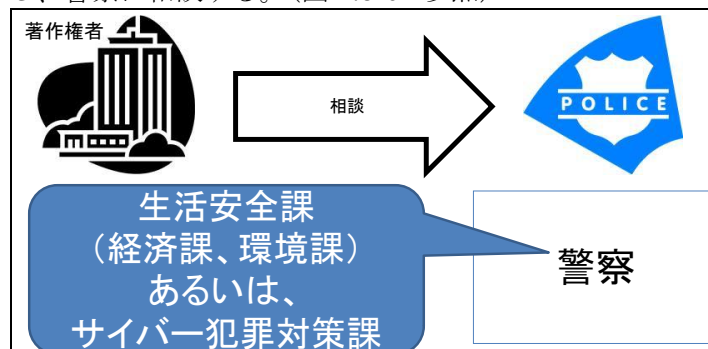 著作権者
相談
POLICE
生活安全課
（経済課、環境課）
あるいは、
サイバー犯罪対策課
警察